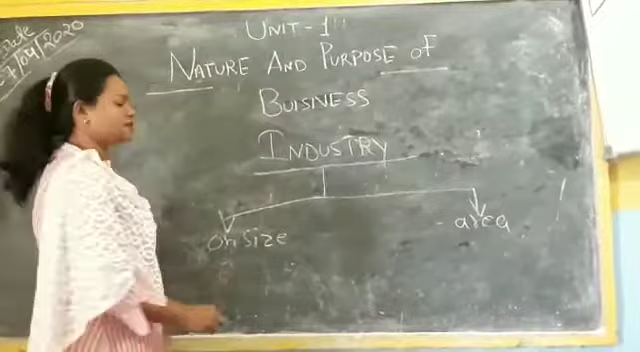 Date
7/04/2020
UNIT-1
NATURE AND PURPOSE OF
BUISNESS
INDUSTRY
on size
area